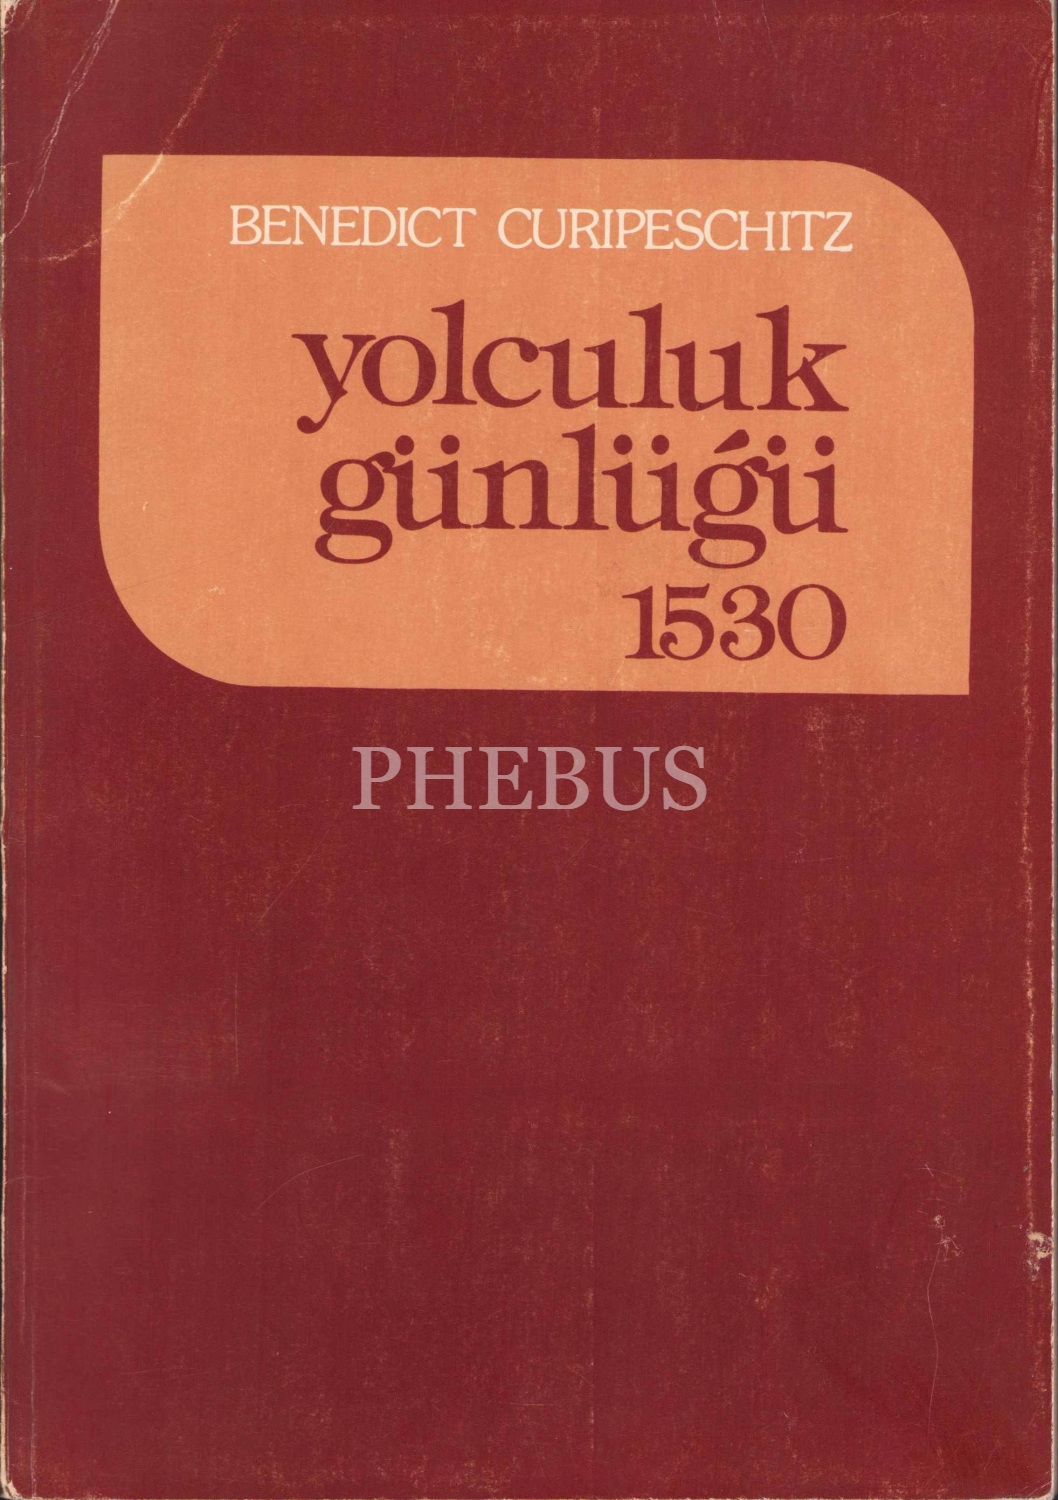 BENEDICT CURIPESCHITZ
yolculuk
günlüğü
1530
PHEBUS